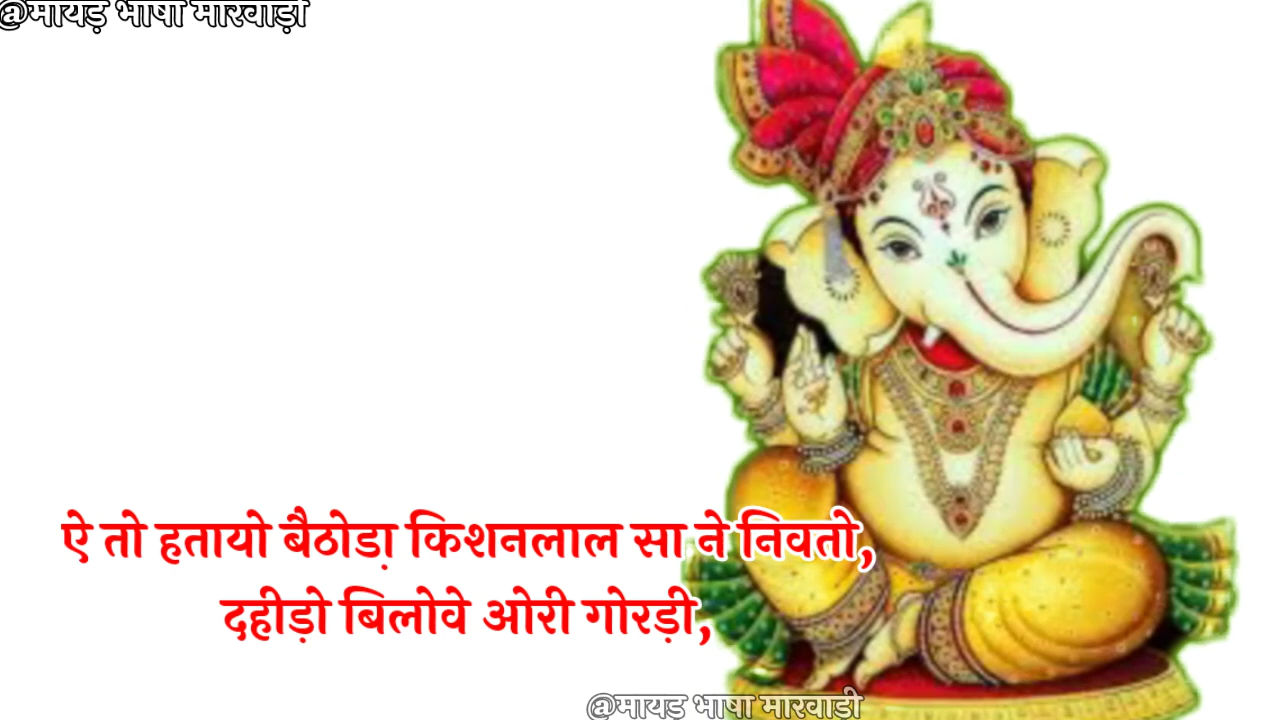 @मायड़ भाषा मारवाड़ी
ऐ तो हतायो बैठोडा़ किशनलाल सा ने निवतो,
दहीड़ो बिलोवे ओरी गोरड़ी,
@मायड भाषा मारवाडी